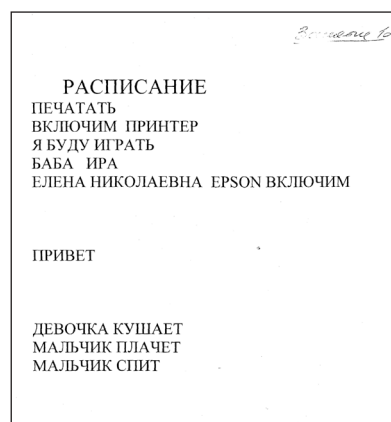 РАСПИСАНИЕ
ПЕЧАТАТЬ
ВКЛЮЧИМ ПРИНТЕР
Я БУДУ ИГРАТЬ
БАБА ИРА
ЕЛЕНА НИКОЛАЕВНА EPSON ВКЛЮЧИМ
ПРИВЕТ
ДЕВОЧКА КУШАЕТ
МАЛЬЧИК ПЛАЧЕТ
МАЛЬЧИК СПИТ